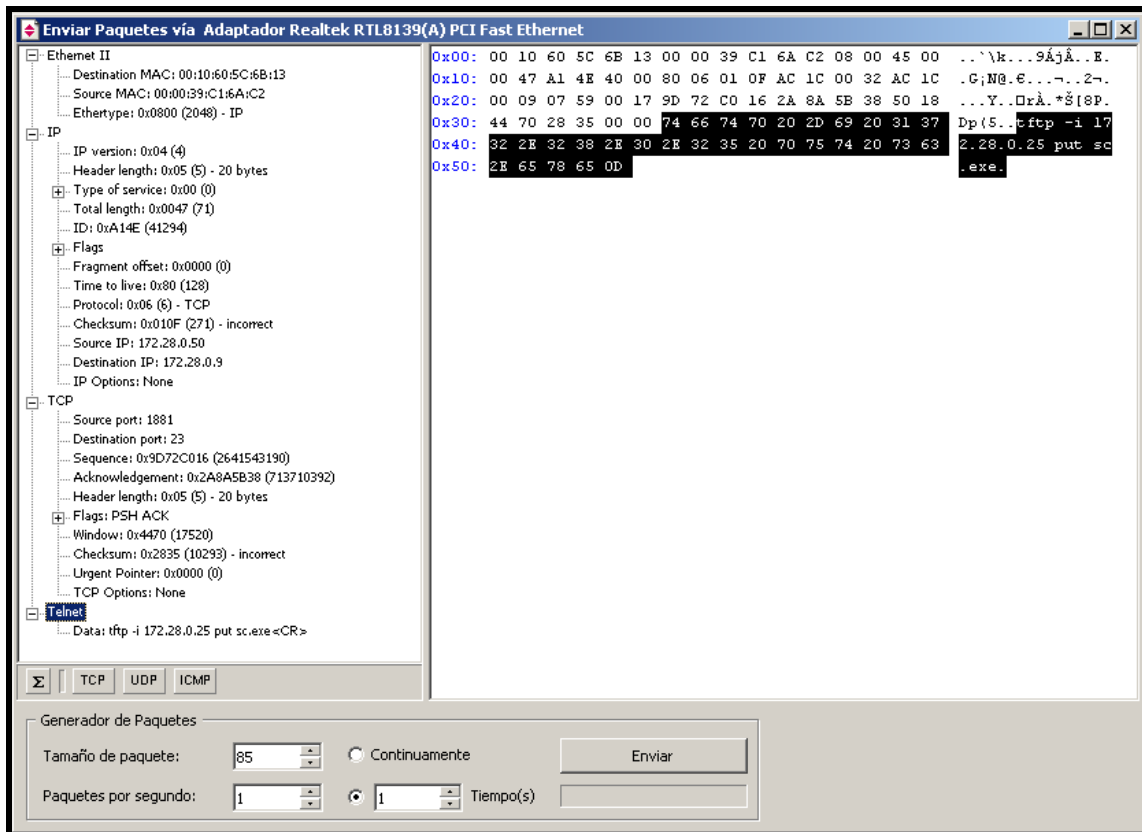 Enviar Paquetes vía Adaptador Realtek RTL8139(A) PCI Fast Ethernet
Ethernet II
Destination MAC: 00:10:60:5C:6B:13
Source MAC: 00:00:39:C1:6A:C2
Ethertype: 0x0800 (2048) - IP
IP
IP version: 0x04 (4)
Header length: 0x05 (5) - 20 bytes
Type of service: 0x00 (0)
Total length: 0x0047 (71)
ID: 0xA14E (41294)
Flags
Fragment offset: 0x0000 (0)
Time to live: 0x80 (128)
Protocol: 0x06 (6) - TCP
Checksum: 0x010F (271) - incorrect
Source IP: 172.28.0.50
Destination IP: 172.28.0.9
IP Options: None
TCP
Source port: 1881
Destination port: 23
Sequence: 0x9D72C016 (2641543190)
Acknowledgement: 0x2A8A5B38 (713710392)
Header length: 0x05 (5) - 20 bytes
Flags: PSH ACK
Window: 0x4470 (17520)
Checksum: 0x2835 (10293) - incorrect
Urgent Pointer: 0x0000 (0)
TCP Options: None
Telnet
Data: tftp -i 172.28.0.25 put sc.exe<CR>
Σ TCP UDP ICMP
0x00: 00 10 60 5C 6B 13 00 00 39 C1 6A C2 08 00 45 00 ..`\k...9ÁjÂ..E.
0x10: 00 47 A1 4E 40 00 80 06 01 0F AC 1C 00 32 AC 1C .G¡N@.€...¬..2¬.
0x20: 00 09 07 59 00 17 9D 72 C0 16 2A 8A 5B 38 50 18 ...Y..□rÀ.*Š[8P.
0x30: 44 70 28 35 00 00 74 66 74 70 20 2D 69 20 31 37 Dp(5..tftp -i 17
0x40: 32 2E 32 38 2E 30 2E 32 35 20 70 75 74 20 73 63 2.28.0.25 put sc
0x50: 2E 65 78 65 0D .exe.
Generador de Paquetes
Tamaño de paquete: 85 Continuamente Enviar
Paquetes por segundo: 1 1 Tiempo(s)